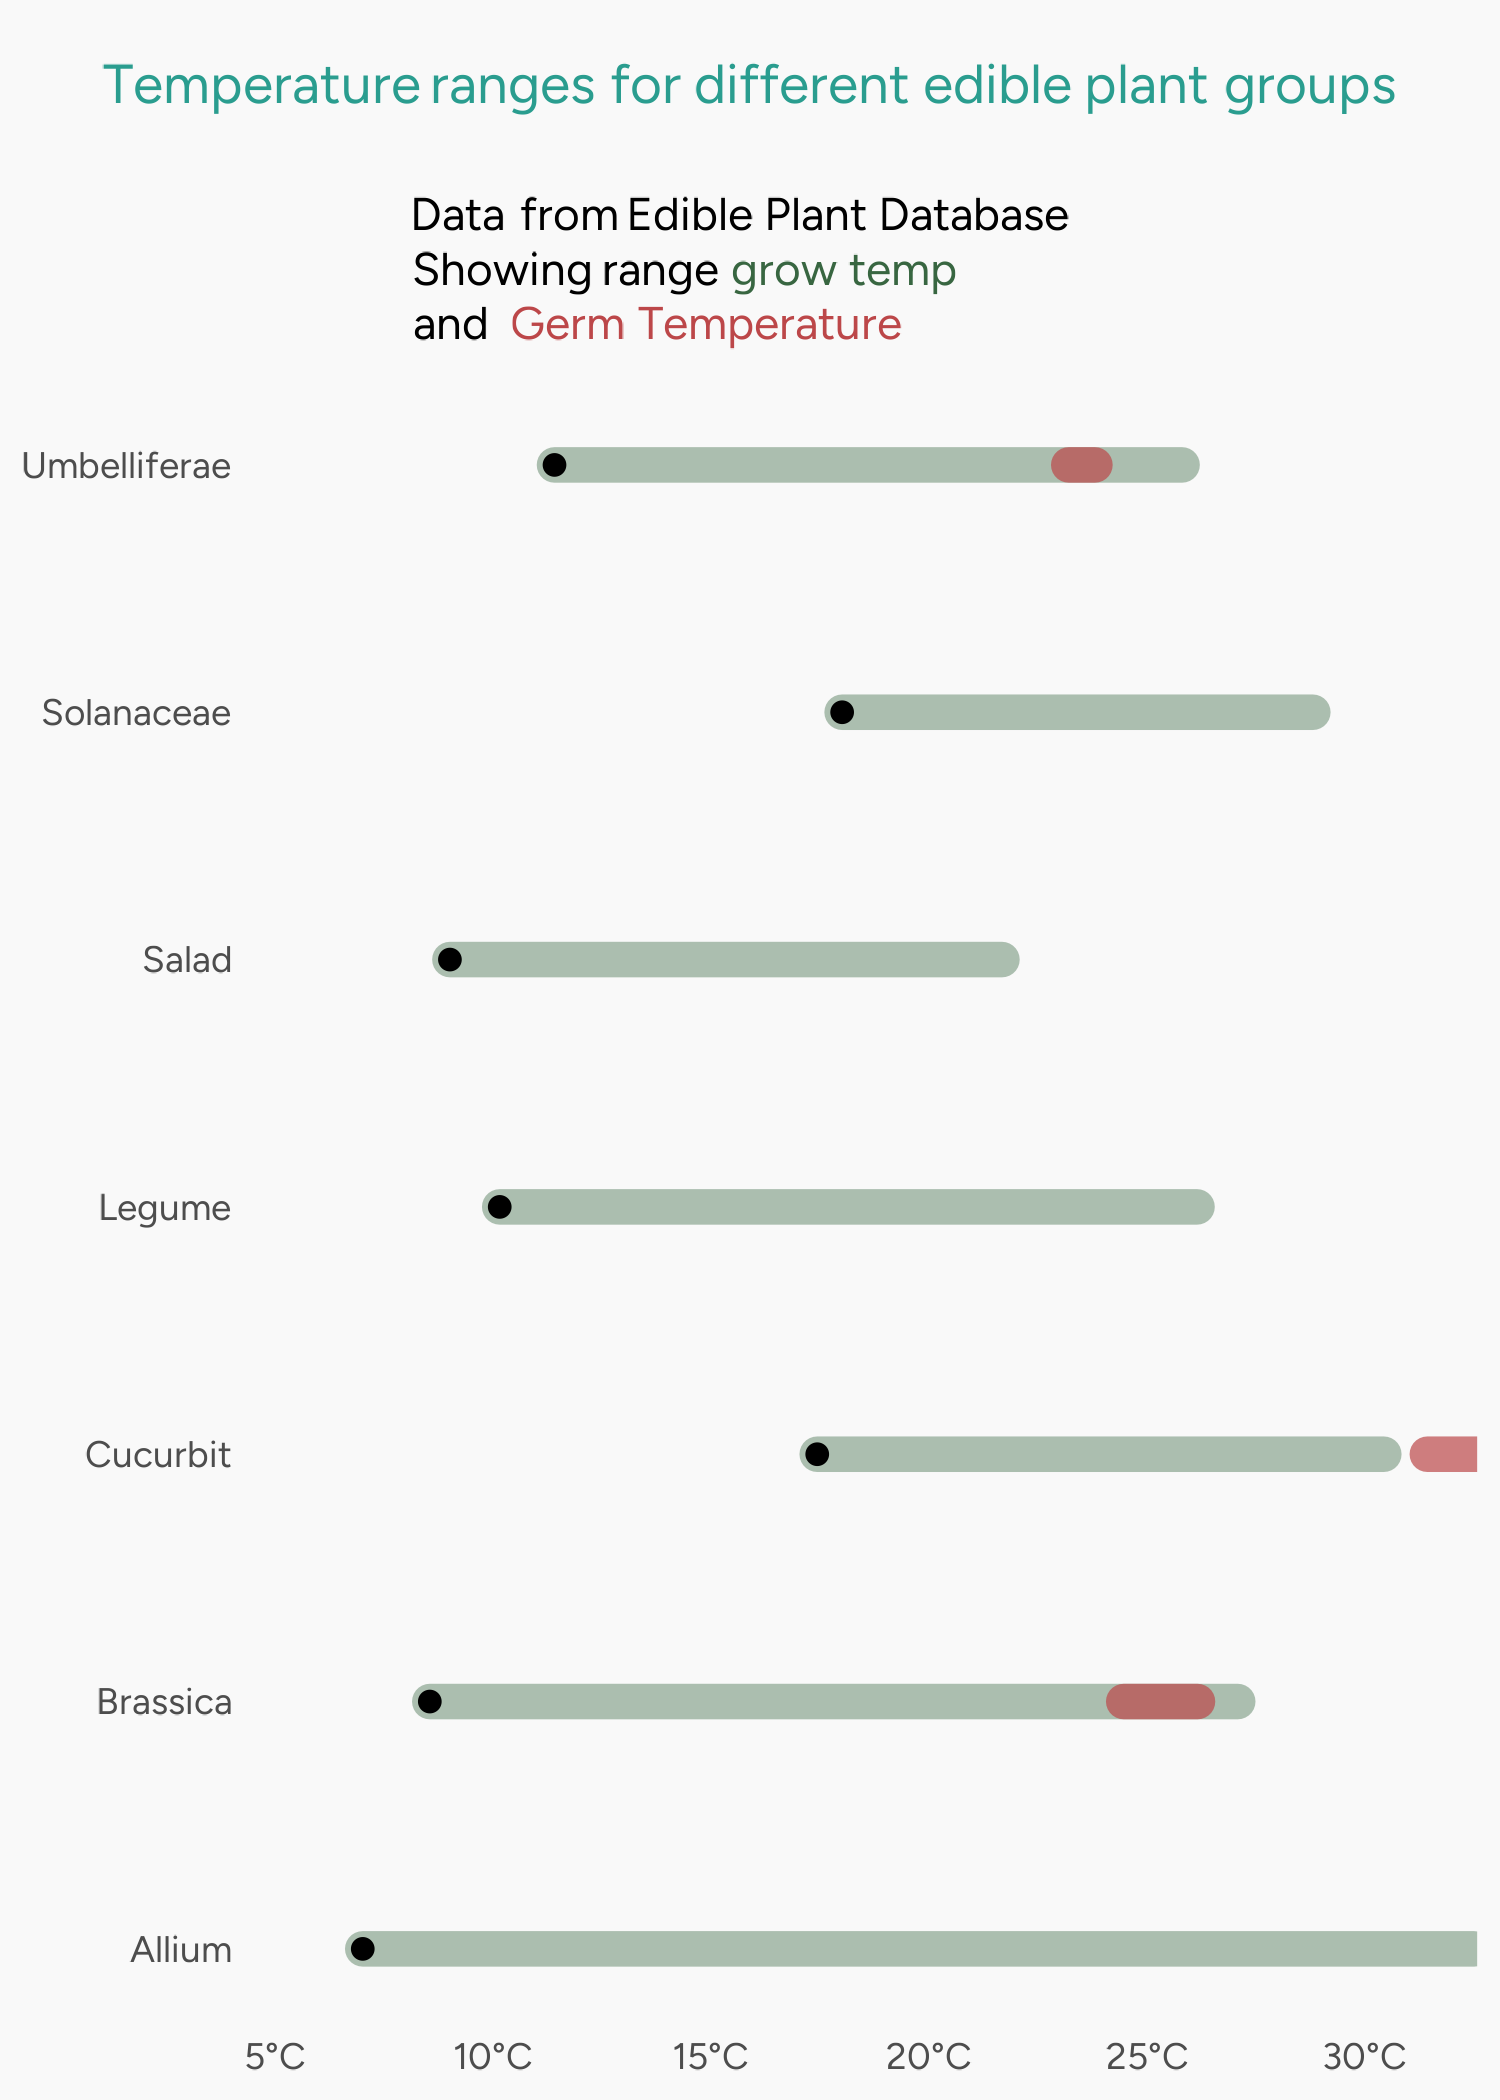 Temperature ranges for different edible plant groups
Data from Edible Plant Database
Showing range grow temp
and Germ Temperature
Umbelliferae
Solanaceae
Salad
Legume
Cucurbit
Brassica
Allium
5°C 10°C 15°C 20°C 25°C 30°C